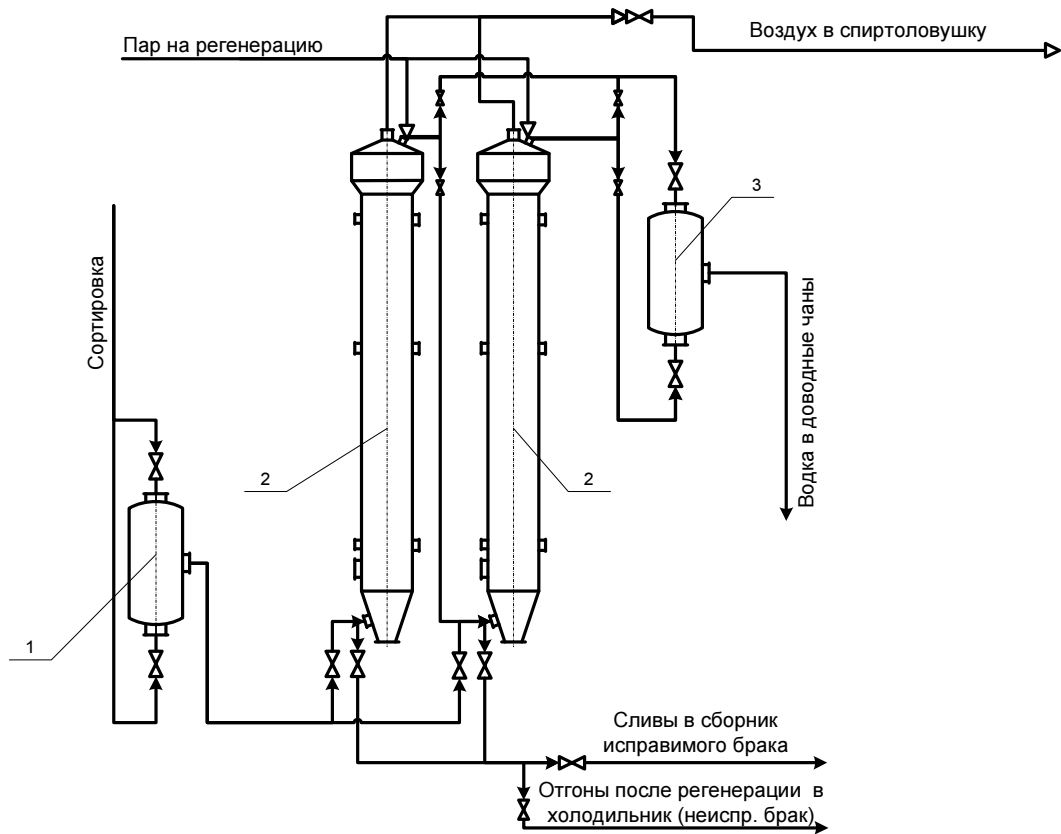 Воздух в спиртоловушку
Пар на регенерацию
3
Сортировка
Водка в доводные чаны
2
2
1
Сливы в сборник
исправимого брака
Отгоны после регенерации в
холодильник (неиспр. брак)